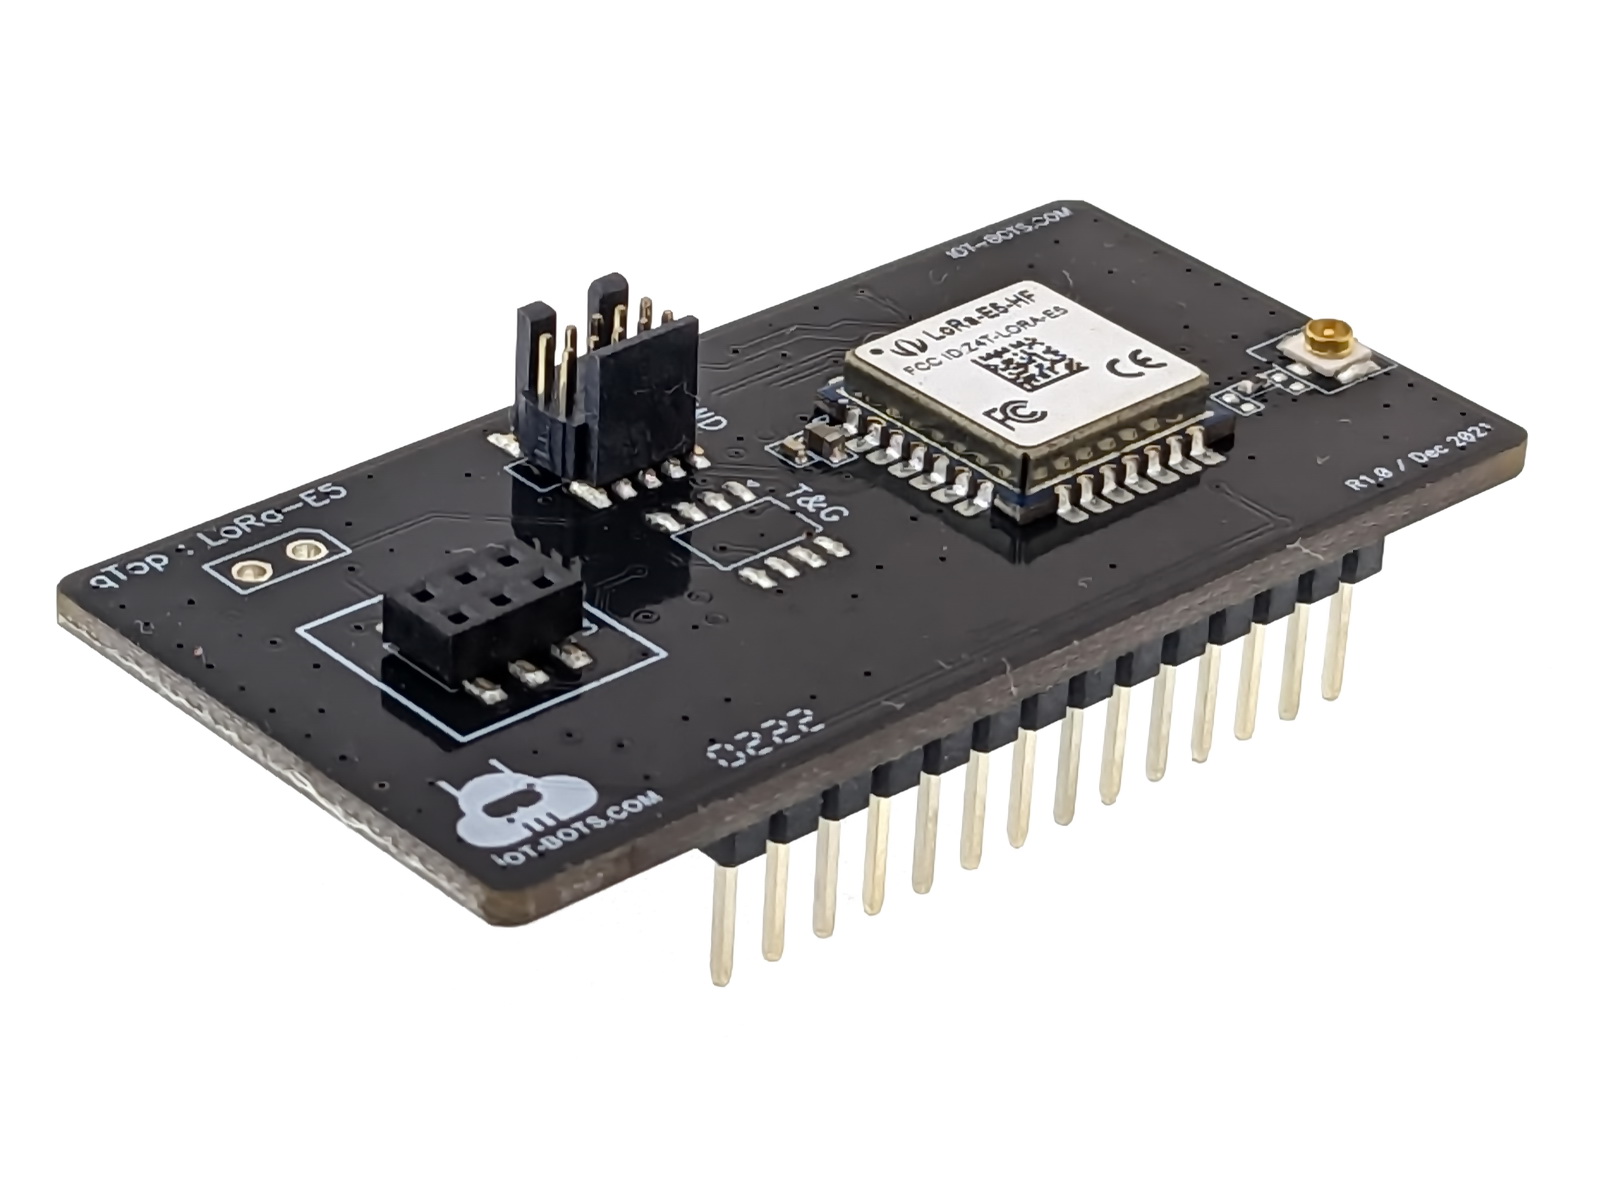 IOT-BOTS.COM
LoRa-E5-HF
FCC ID:Z4T-LORA-E5
CE
FC
ND
T&G
R1.0 / Dec 2021
qTop : LoRa-E5
0222
IOT-BOTS.COM